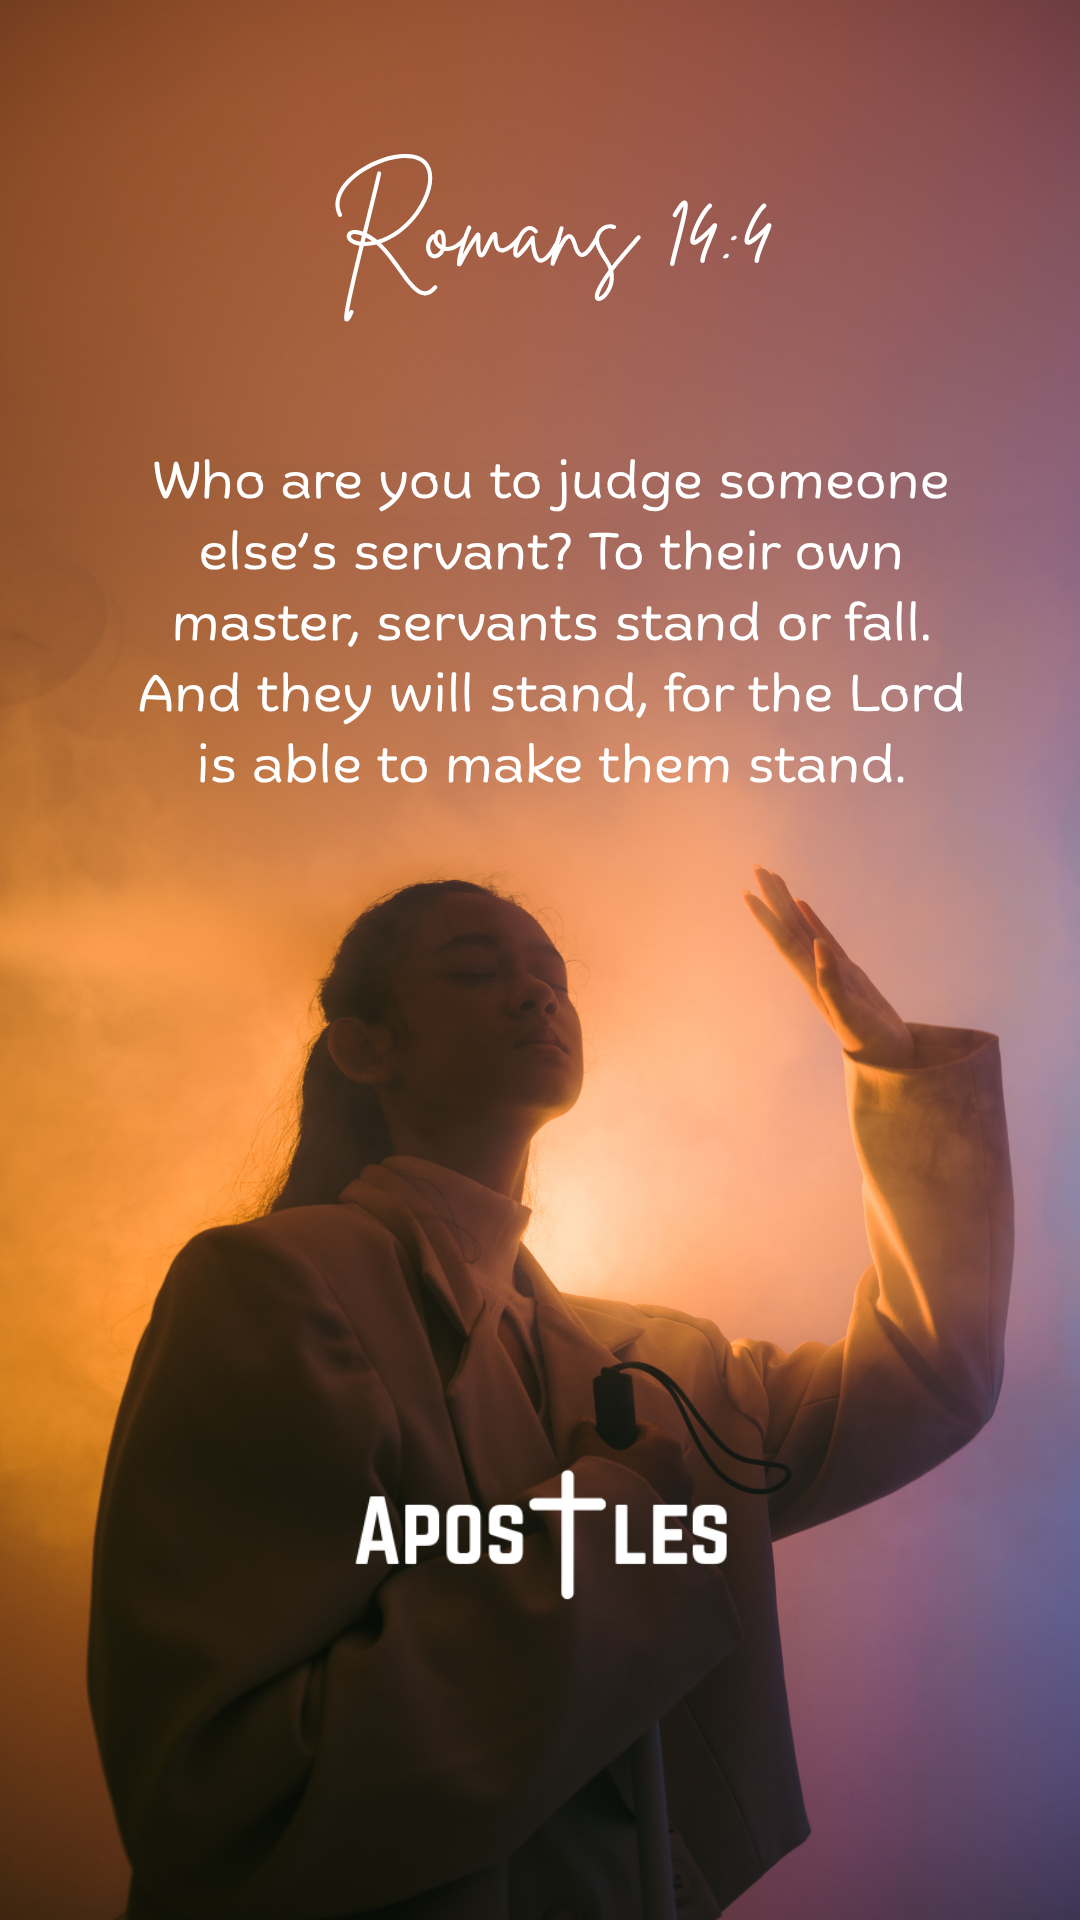 Romans 14:4
Who are you to judge someone
else's servant? To their own
master, servants stand or fall.
And they will stand, for the Lord
is able to make them stand.
APOSTLES